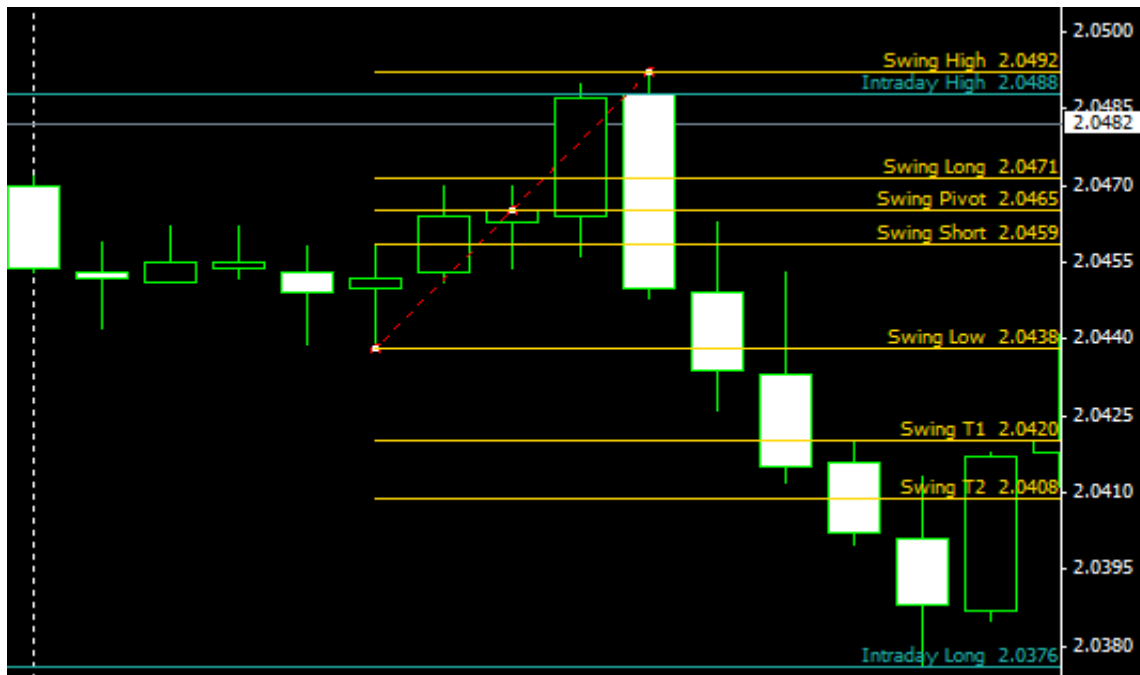 2.0500
Swing High 2.0492
Intraday High 2.0488
2.0485
2.0482
Swing Long 2.0471
2.0470
Swing Pivot 2.0465
Swing Short 2.0459
2.0455
Swing Low 2.0438
2.0440
Swing T1 2.0420
2.0425
Swing T2 2.0408
2.0410
2.0395
2.0380
Intraday Long 2.0376